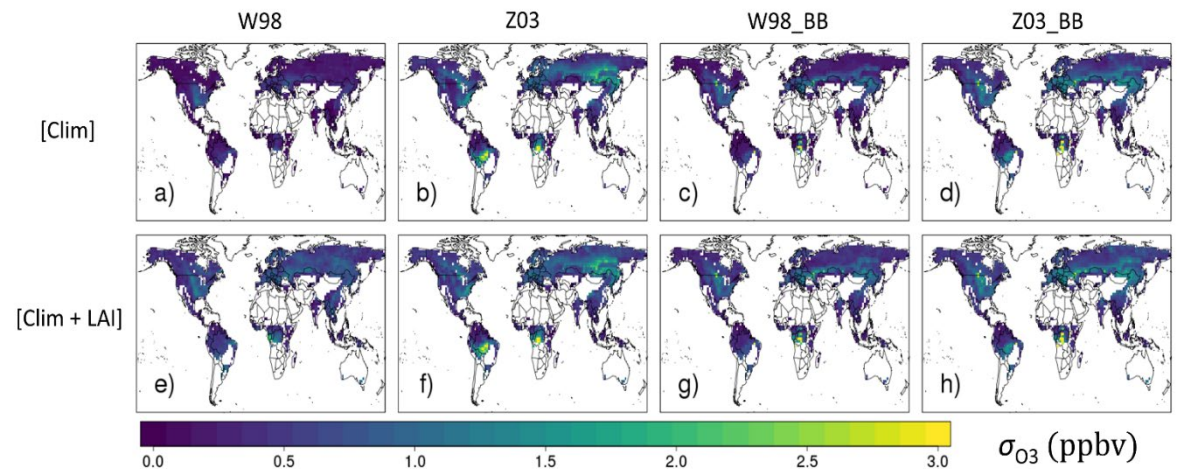 W98 Z03 W98_BB Z03_BB
[Clim]
a) b) c) d)
[Clim + LAI]
e) f) g) h)
0.0 0.5 1.0 1.5 2.0 2.5 3.0
σO3 (ppbv)